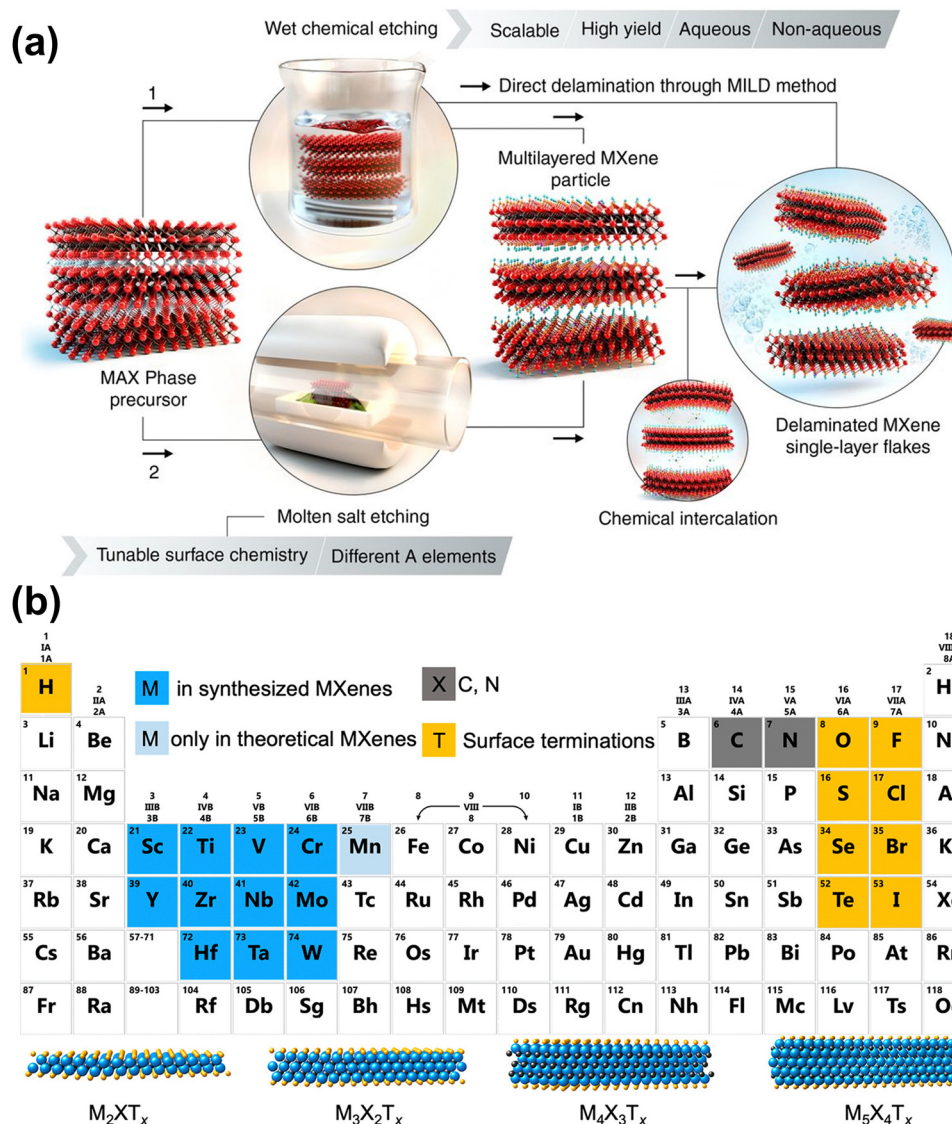 (a)
Wet chemical etching
Scalable
High yield
Aqueous
Non-aqueous
1
Direct delamination through MILD method
Multilayered MXene
particle
MAX Phase
precursor
2
Delaminated MXene
single-layer flakes
Chemical intercalation
Molten salt etching
Tunable surface chemistry
Different A elements
(b)
M in synthesized MXenes
X C, N
M only in theoretical MXenes
T Surface terminations
1 IA 1A
2 IIA 2A
3 IIIB 3B
4 IVB 4B
5 VB 5B
6 VIB 6B
7 VIIB 7B
8
9 VIII 8
10
11 IB 1B
12 IIB 2B
13 IIIA 3A
14 IVA 4A
15 VA 5A
16 VIA 6A
17 VIIA 7A
18 VIII 8A
1 H
2 H
3 Li
4 Be
5 B
6 C
7 N
8 O
9 F
10 N
11 Na
12 Mg
13 Al
14 Si
15 P
16 S
17 Cl
18 A
19 K
20 Ca
21 Sc
22 Ti
23 V
24 Cr
25 Mn
26 Fe
27 Co
28 Ni
29 Cu
30 Zn
31 Ga
32 Ge
33 As
34 Se
35 Br
36 K
37 Rb
38 Sr
39 Y
40 Zr
41 Nb
42 Mo
43 Tc
44 Ru
45 Rh
46 Pd
47 Ag
48 Cd
49 In
50 Sn
51 Sb
52 Te
53 I
54 X
55 Cs
56 Ba
57-71
72 Hf
73 Ta
74 W
75 Re
76 Os
77 Ir
78 Pt
79 Au
80 Hg
81 Tl
82 Pb
83 Bi
84 Po
85 At
86 R
87 Fr
88 Ra
89-103
104 Rf
105 Db
106 Sg
107 Bh
108 Hs
109 Mt
110 Ds
111 Rg
112 Cn
113 Nh
114 Fl
115 Mc
116 Lv
117 Ts
118 O
M₂XTₓ
M₃X₂Tₓ
M₄X₃Tₓ
M₅X₄Tₓ